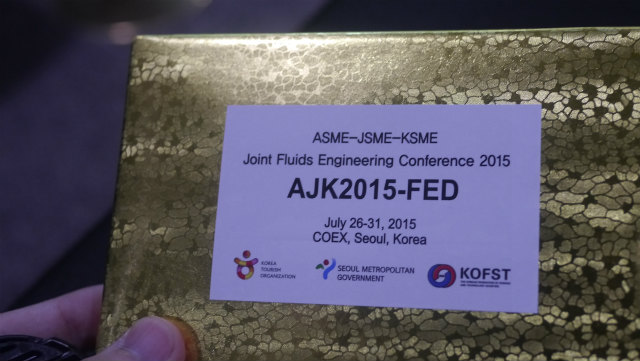 ASME-JSME-KSME
Joint Fluids Engineering Conference 2015
AJK2015-FED
July 26-31, 2015
COEX, Seoul, Korea
KOREA
TOURISM
ORGANIZATION
SEOUL METROPOLITAN
GOVERNMENT
KOFST